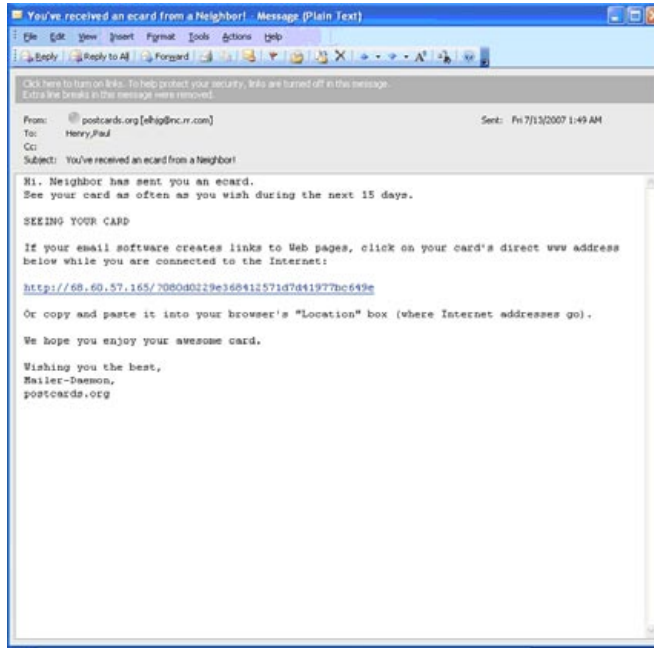 You've received an ecard from a Neighbor! - Message (Plain Text)
File Edit View Insert Format Tools Actions Help
Reply Reply to All Forward
Click here to turn on links. To help protect your security, links are turned off in this message.
Extra line breaks in this message were removed.
From: postcards.org [elhjg@nc.rr.com] Sent: Fri 7/13/2007 1:49 AM
To: Henry,Paul
Cc:
Subject: You've received an ecard from a Neighbor!
Hi. Neighbor has sent you an ecard.
See your card as often as you wish during the next 15 days.
SEEING YOUR CARD
If your email software creates links to Web pages, click on your card's direct www address
below while you are connected to the Internet:
http://68.60.57.165/?080d0229e368412571d7d41977bc649e
Or copy and paste it into your browser's "Location" box (where Internet addresses go).
We hope you enjoy your awesome card.
Wishing you the best,
Mailer-Daemon,
postcards.org